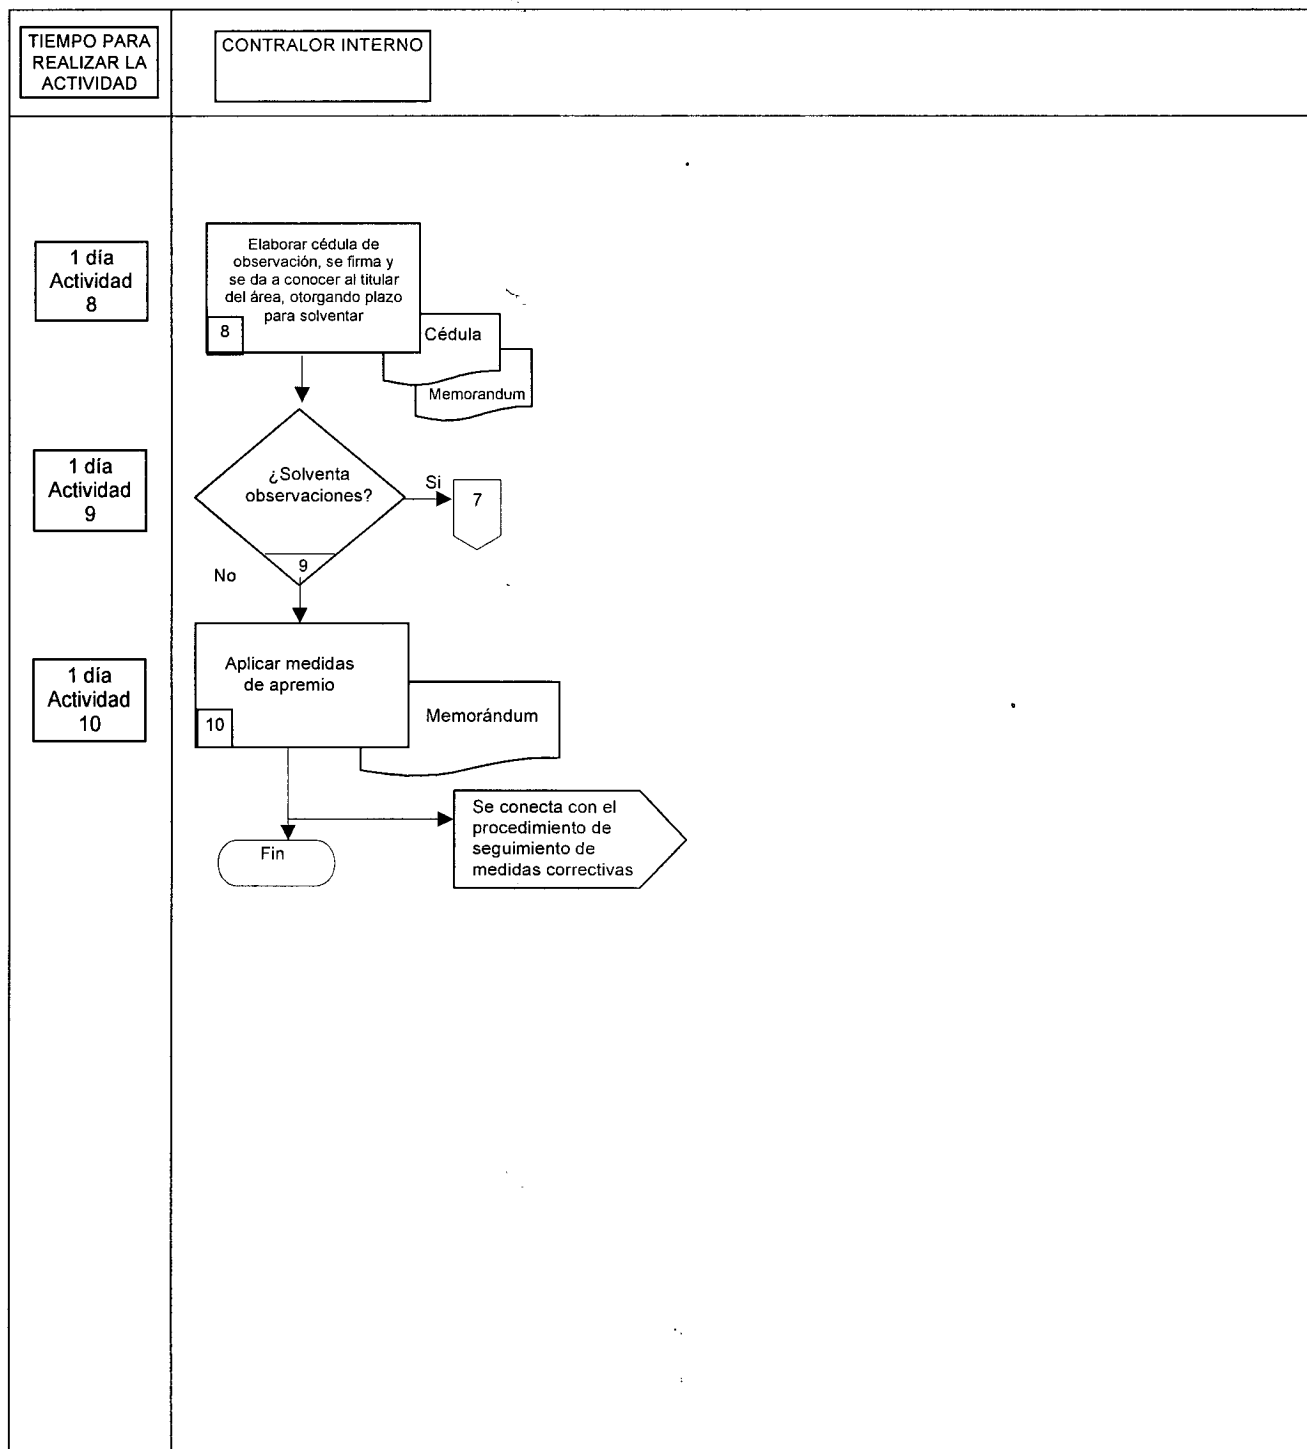 TIEMPO PARA
REALIZAR LA
ACTIVIDAD
CONTRALOR INTERNO
1 día
Actividad
8
Elaborar cédula de
observación, se firma y
se da a conocer al titular
del área, otorgando plazo
para solventar
8
Cédula
Memorandum
1 día
Actividad
9
¿Solventa
observaciones?
Si
7
9
No
1 día
Actividad
10
Aplicar medidas
de apremio
10
Memorándum
Se conecta con el
procedimiento de
seguimiento de
medidas correctivas
Fin